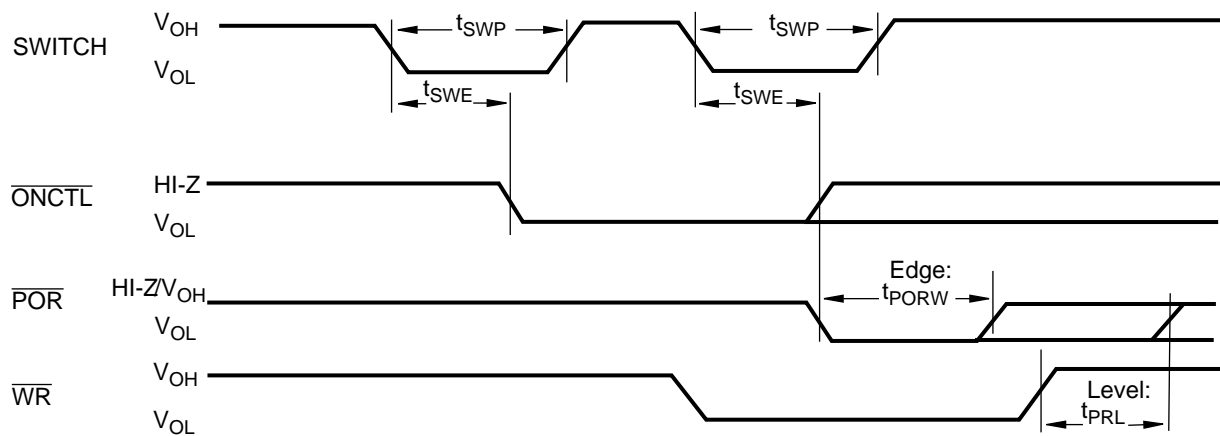 SWITCH
V_OH
V_OL
t_SWP
t_SWP
t_SWE
t_SWE
ONCTL
HI-Z
V_OL
POR
HI-Z/V_OH
V_OL
Edge:
t_PORW
WR
V_OH
V_OL
Level:
t_PRL